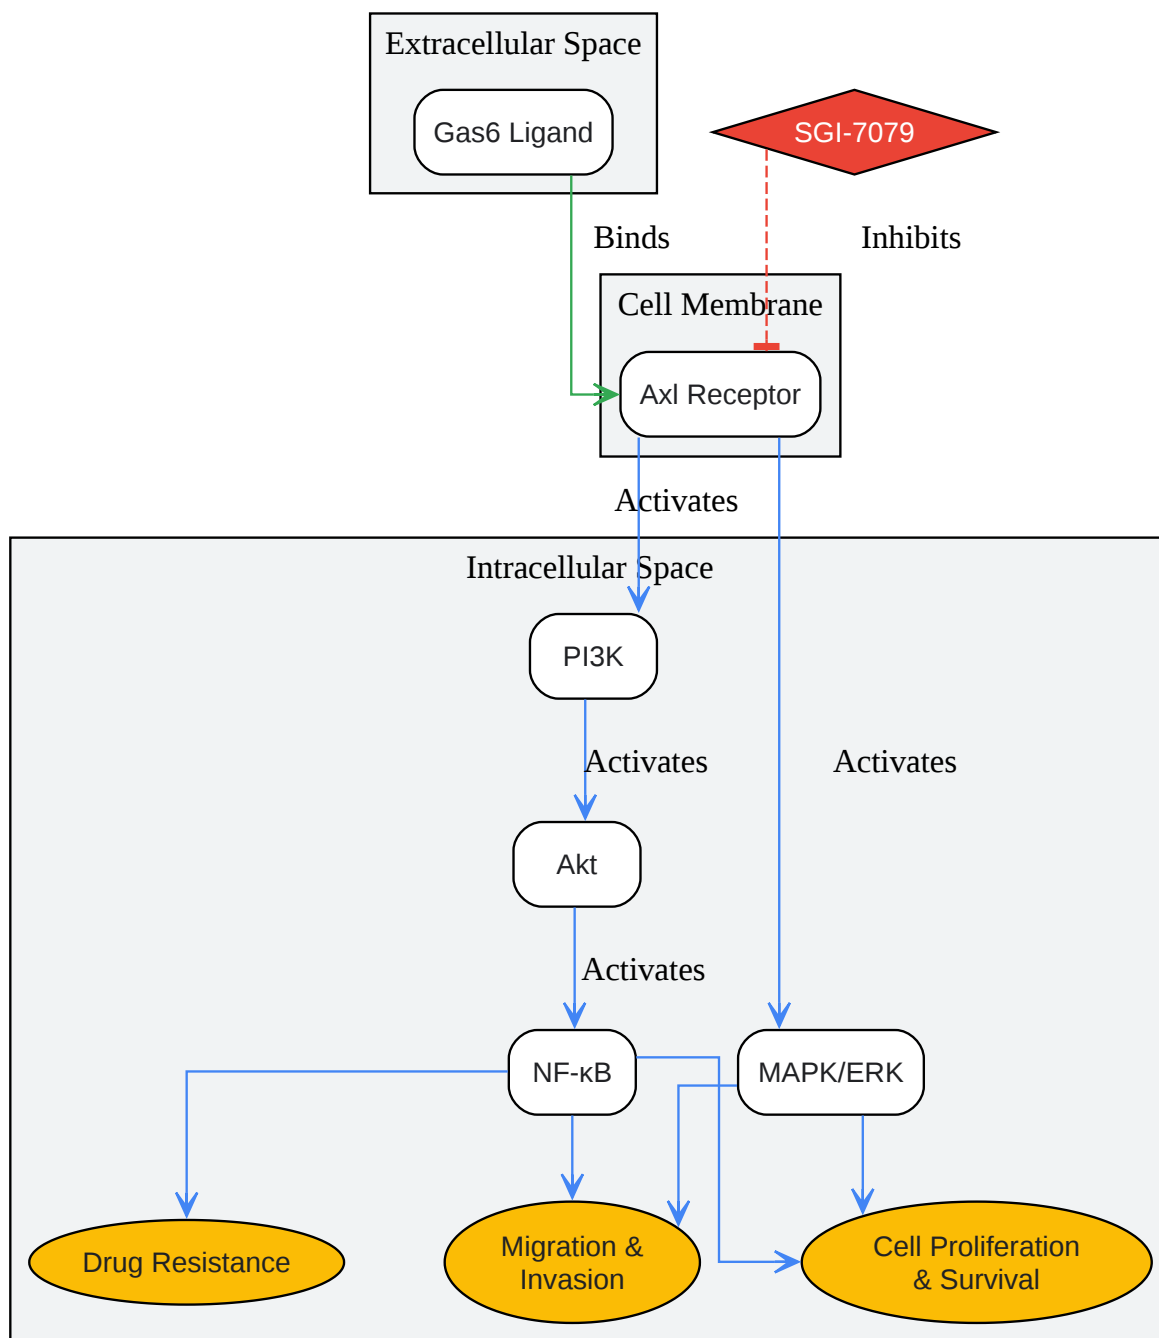 Extracellular Space
Gas6 Ligand
SGI-7079
Binds
Inhibits
Cell Membrane
Axl Receptor
Activates
Intracellular Space
PI3K
Activates
Activates
Akt
Activates
NF-κB
MAPK/ERK
Drug Resistance
Migration &
Invasion
Cell Proliferation
& Survival